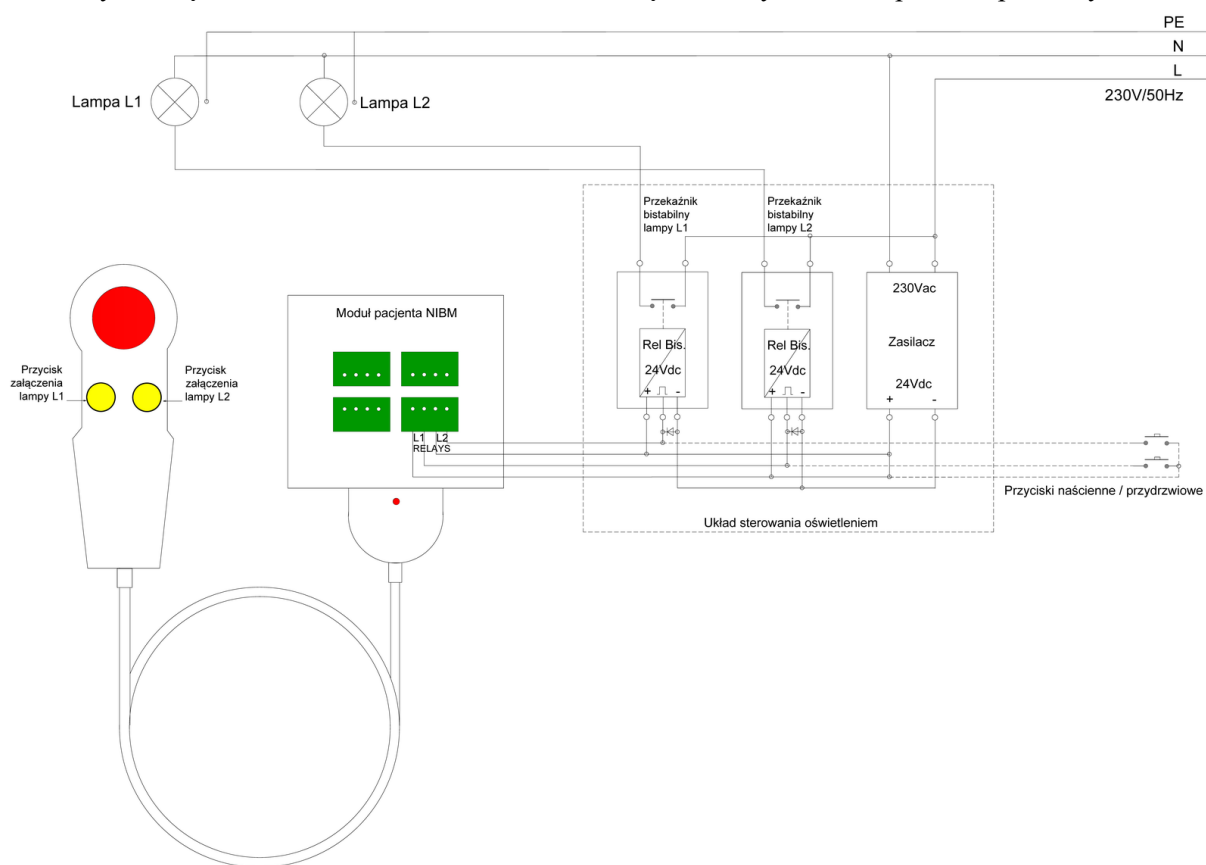 PE
N
L
230V/50Hz
Lampa L1
Lampa L2
Przekażnik
bistabilny
lampy L1
Przekażnik
bistabilny
lampy L2
230Vac
Zasilacz
24Vdc
+ -
Rel Bis.
24Vdc
+ -
Rel Bis.
24Vdc
+ -
Moduł pacjenta NIBM
L1 L2
RELAYS
Przycisk
załączenia
lampy L1
Przycisk
załączenia
lampy L2
Przyciski naścienne / przydrzwiowe
Układ sterowania oświetleniem